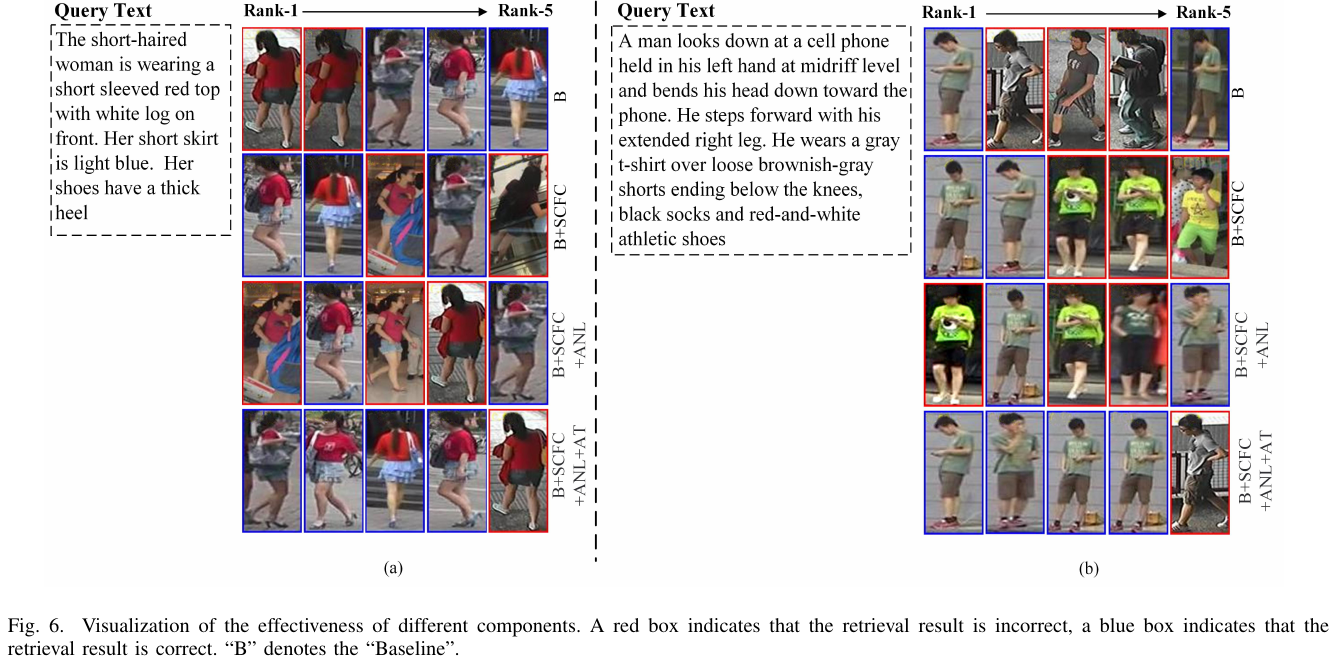 Query Text
Rank-1
Rank-5
The short-haired
woman is wearing a
short sleeved red top
with white log on
front. Her short skirt
is light blue.  Her
shoes have a thick
heel
B
B+SCFC
B+SCFC
+ANL
B+SCFC
+ANL+AT
(a)
Query Text
Rank-1
Rank-5
A man looks down at a cell phone
held in his left hand at midriff level
and bends his head down toward the
phone. He steps forward with his
extended right leg. He wears a gray
t-shirt over loose brownish-gray
shorts ending below the knees,
black socks and red-and-white
athletic shoes
B
B+SCFC
B+SCFC
+ANL
B+SCFC
+ANL+AT
(b)
Fig. 6.   Visualization of the effectiveness of different components. A red box indicates that the retrieval result is incorrect, a blue box indicates that the
retrieval result is correct. “B” denotes the “Baseline”.